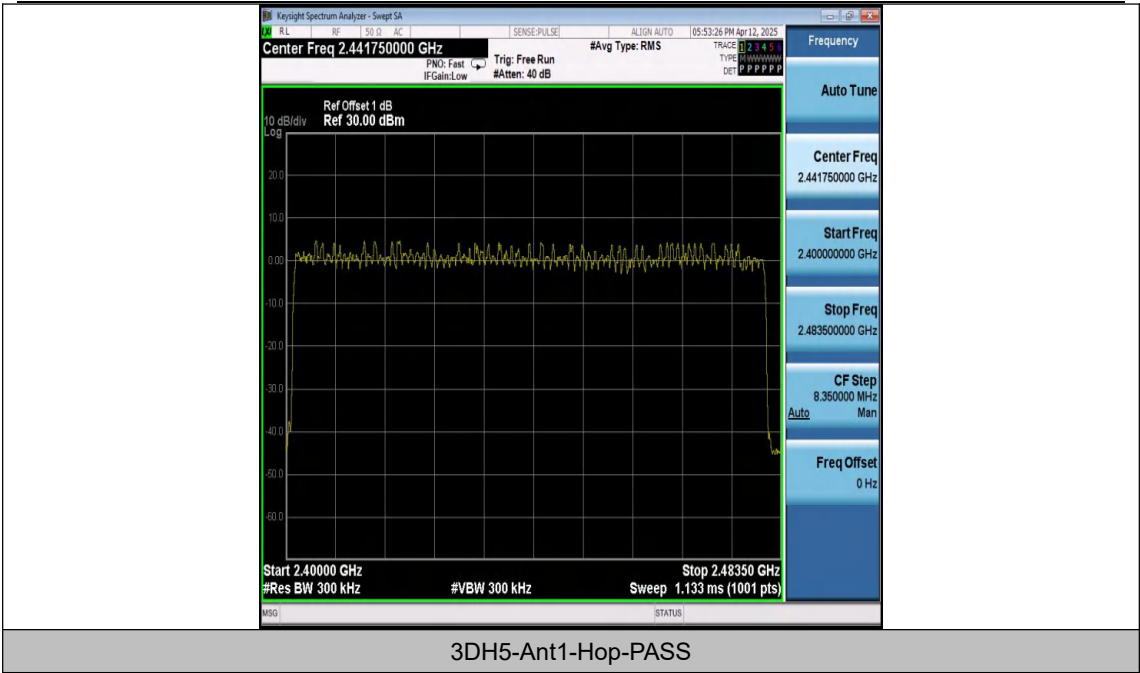 Keysight Spectrum Analyzer - Swept SA
RL RF 50 Ω AC SENSE:PULSE ALIGN AUTO 05:53:26 PM Apr 12, 2025
Center Freq 2.441750000 GHz #Avg Type: RMS TRACE 1 2 3 4 5 6
PNO: Fast Trig: Free Run TYPE M WWWWW
IFGain:Low #Atten: 40 dB DET P P P P P P
Ref Offset 1 dB
10 dB/div Ref 30.00 dBm
Log
20.0
10.0
0.00
-10.0
-20.0
-30.0
-40.0
-50.0
-60.0
Start 2.40000 GHz Stop 2.48350 GHz
#Res BW 300 kHz #VBW 300 kHz Sweep 1.133 ms (1001 pts)
MSG STATUS
Frequency
Auto Tune
Center Freq
2.441750000 GHz
Start Freq
2.400000000 GHz
Stop Freq
2.483500000 GHz
CF Step
8.350000 MHz
Auto Man
Freq Offset
0 Hz
3DH5-Ant1-Hop-PASS